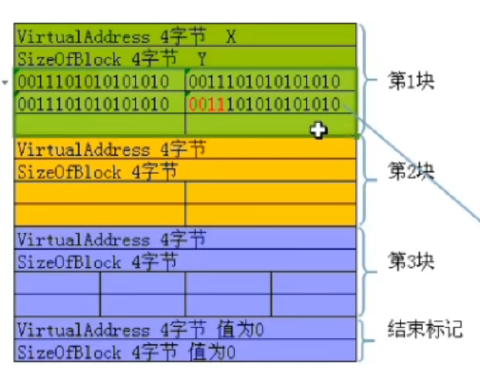 VirtualAddress 4字节 X
SizeOfBlock 4字节 Y
0011101010101010 0011101010101010
第1块
0011101010101010 0011101010101010
VirtualAddress 4字节
SizeOfBlock 4字节
第2块
VirtualAddress 4字节
SizeOfBlock 4字节
第3块
VirtualAddress 4字节 值为0
结束标记
SizeOfBlock 4字节 值为0